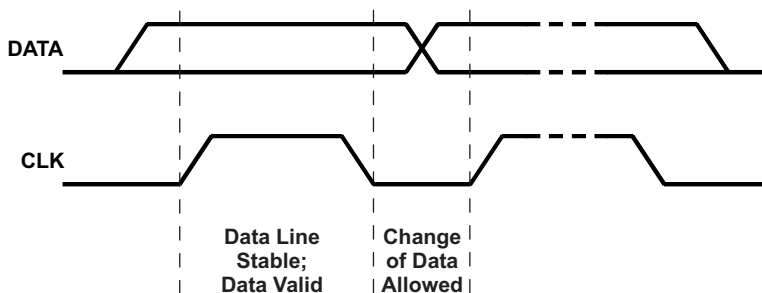 DATA
CLK
Data Line
Stable;
Data Valid
Change
of Data
Allowed